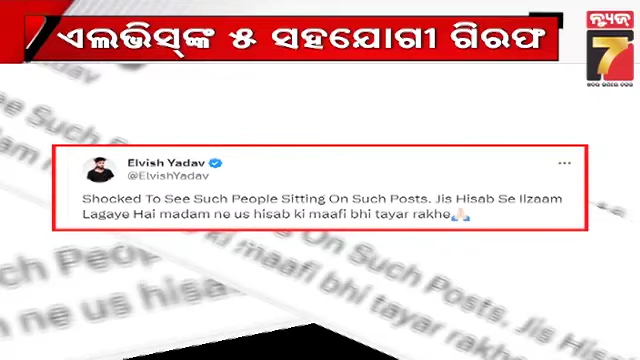 ଏଲଭିସ୍‌ଙ୍କ ୫ ସହଯୋଗୀ ଗିରଫ
ନ୍ୟୁଜ୍
7
Elvish Yadav
@ElvishYadav
Shocked To See Such People Sitting On Such Posts. Jis Hisab Se Ilzaam
Lagaye Hai madam ne us hisab ki maafi bhi tayar rakhe🙏🏻